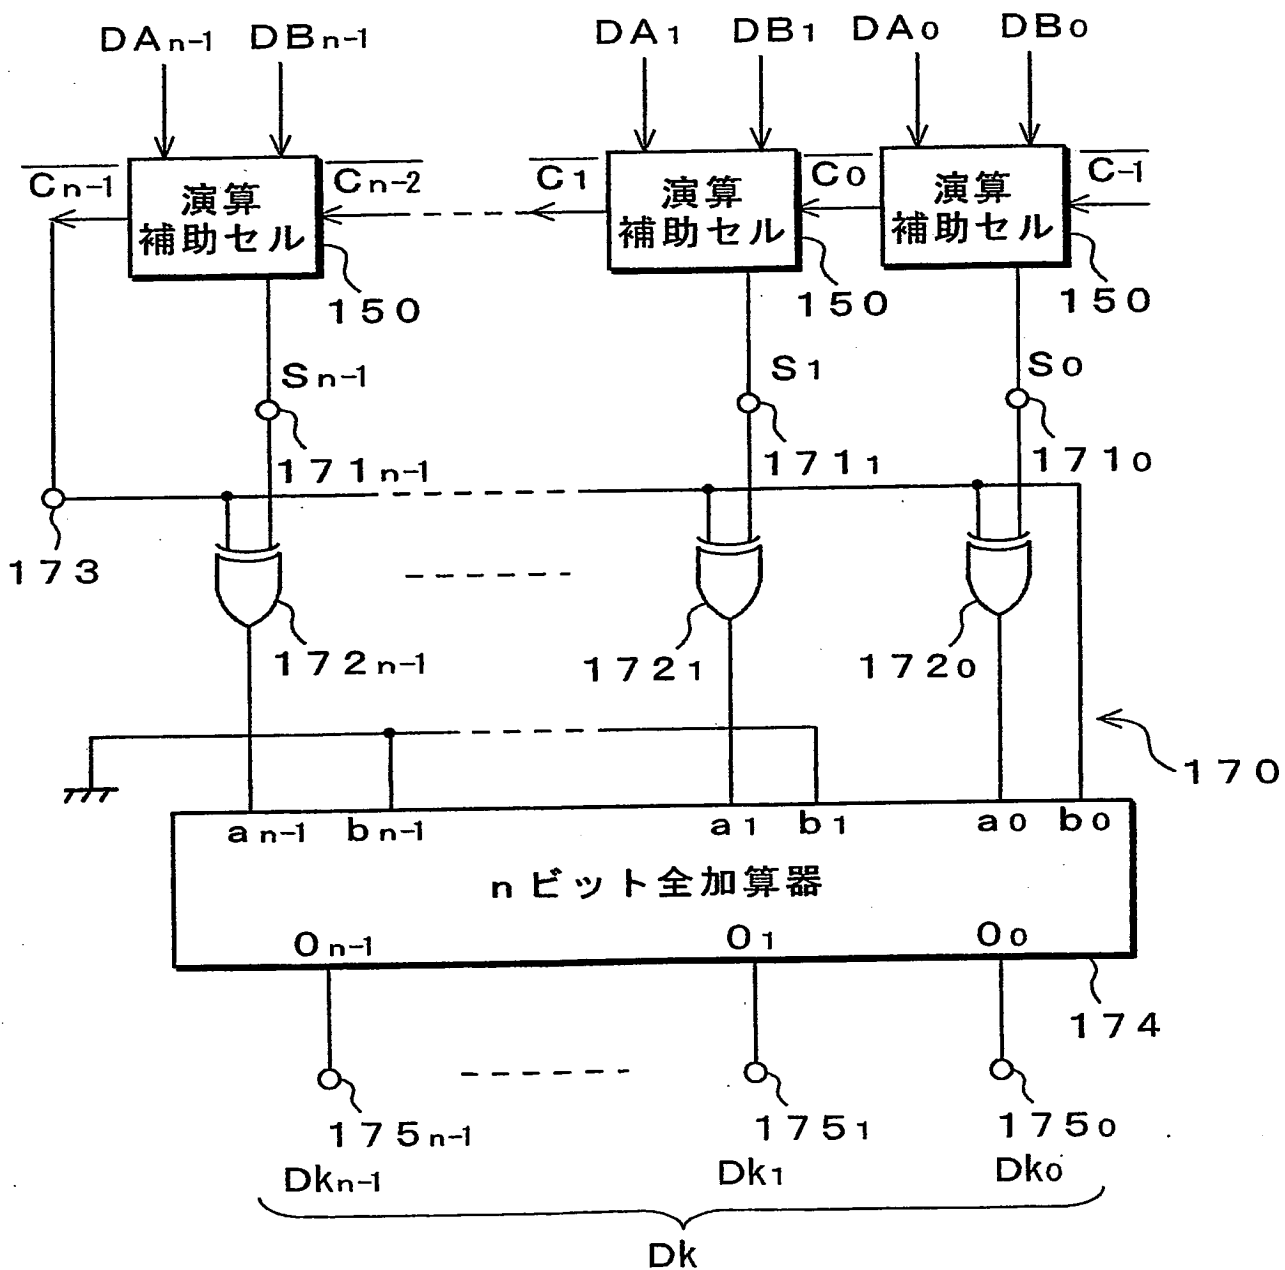 DAn-1 DBn-1 DA1 DB1 DA0 DB0
Cn-1 演算 Cn-2 C1 演算 C0 演算 C-1
補助セル 補助セル 補助セル
150 150 150
Sn-1 S1 S0
171n-1 1711 1710
173
172n-1 1721 1720
170
an-1 bn-1 a1 b1 a0 b0
nビット全加算器
On-1 O1 O0
174
175n-1 1751 1750
Dkn-1 Dk1 Dk0
Dk